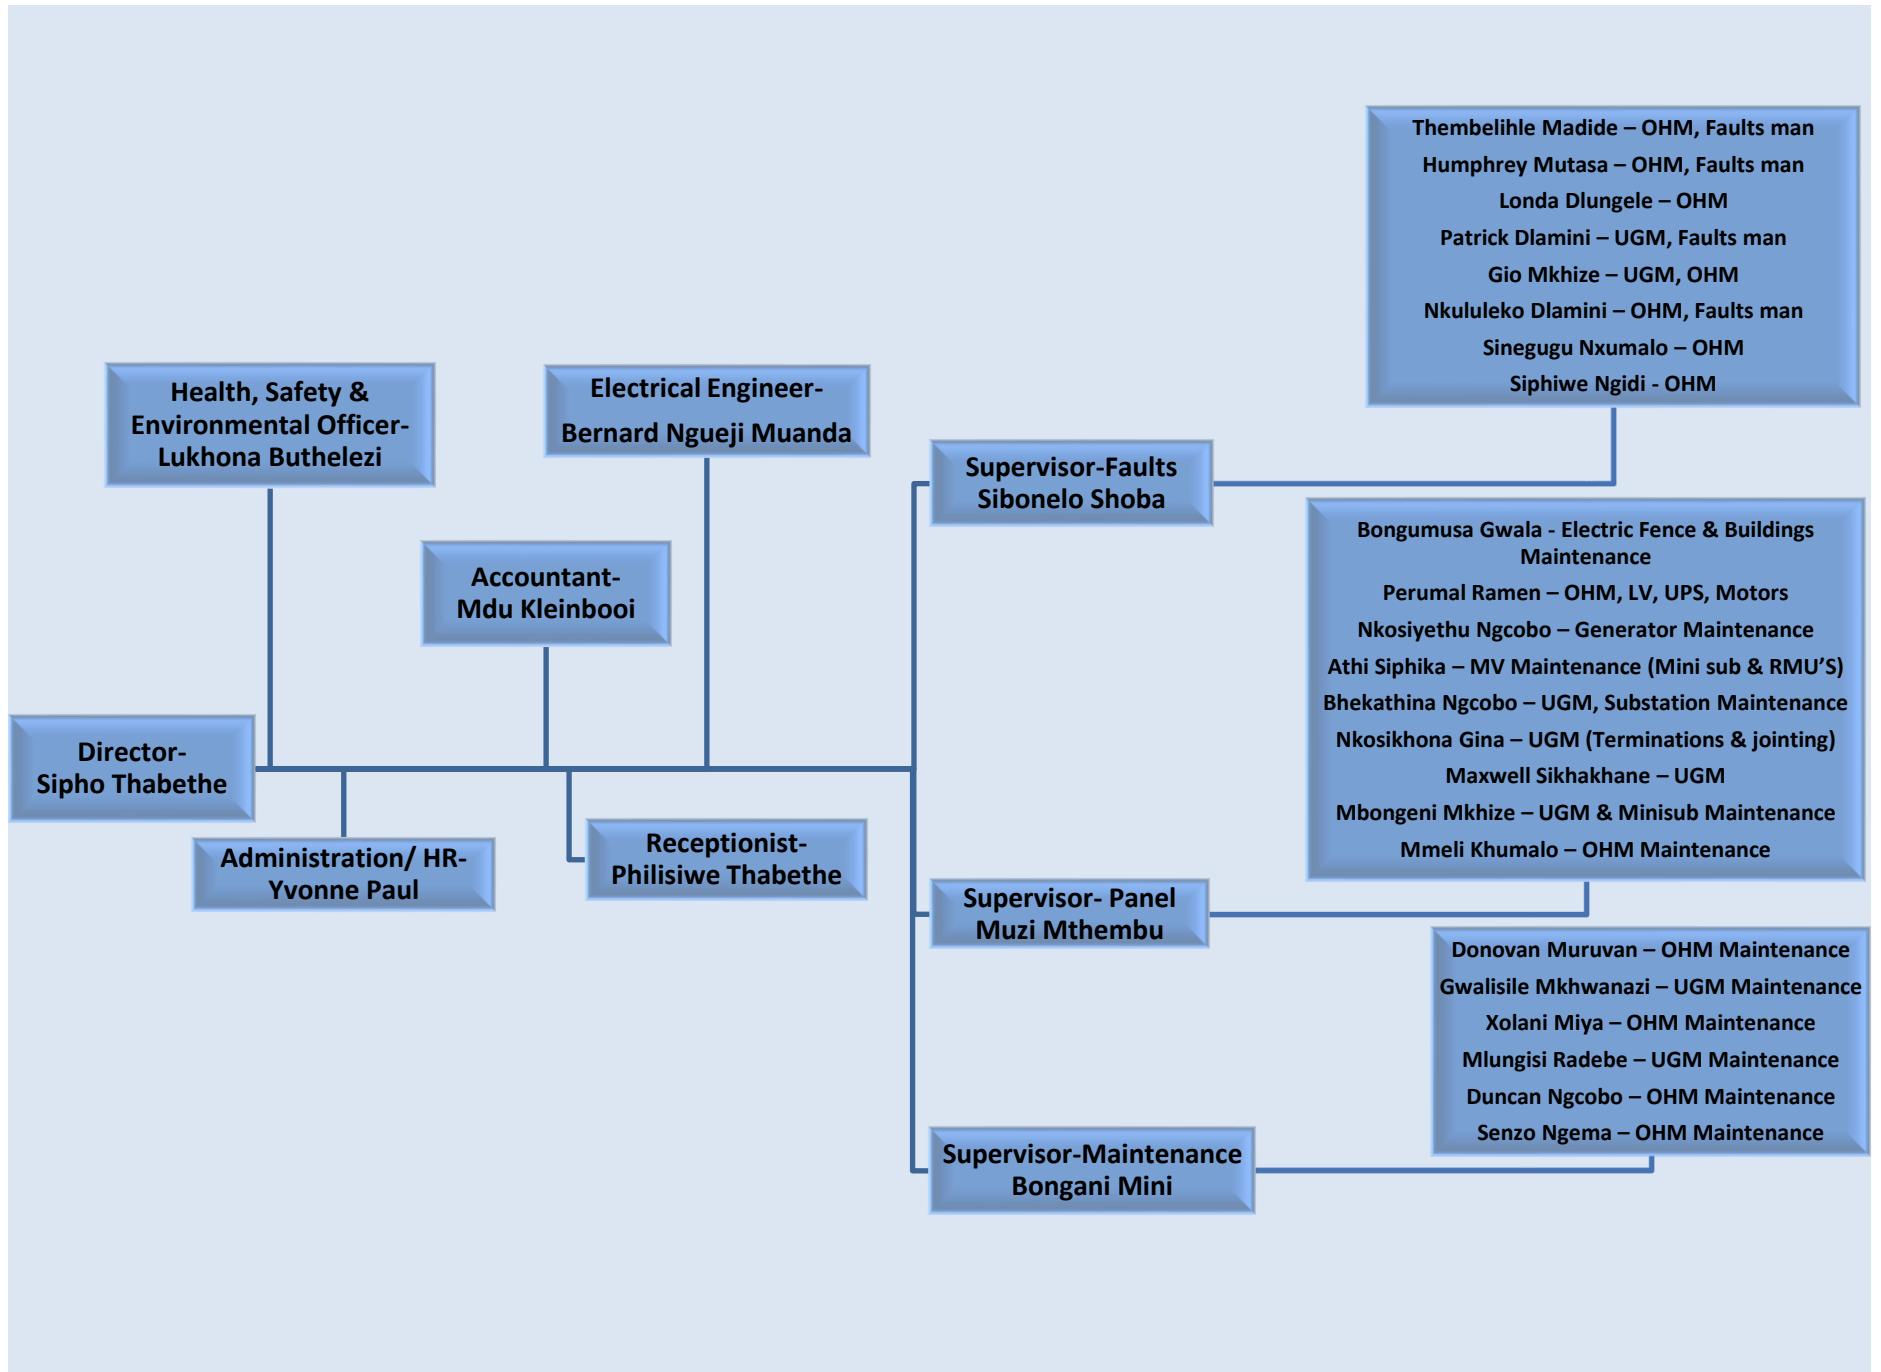 Thembelihle Madide – OHM, Faults man
Humphrey Mutasa – OHM, Faults man
Londa Dlungele – OHM
Patrick Dlamini – UGM, Faults man
Gio Mkhize – UGM, OHM
Nkululeko Dlamini – OHM, Faults man
Sinegugu Nxumalo – OHM
Siphiwe Ngidi - OHM
Health, Safety &
Environmental Officer-
Lukhona Buthelezi
Electrical Engineer-
Bernard Ngueji Muanda
Supervisor-Faults
Sibonelo Shoba
Accountant-
Mdu Kleinbooi
Bongumusa Gwala - Electric Fence & Buildings
Maintenance
Perumal Ramen – OHM, LV, UPS, Motors
Nkosiyethu Ngcobo – Generator Maintenance
Athi Siphika – MV Maintenance (Mini sub & RMU’S)
Bhekathina Ngcobo – UGM, Substation Maintenance
Nkosikhona Gina – UGM (Terminations & jointing)
Maxwell Sikhakhane – UGM
Mbongeni Mkhize – UGM & Minisub Maintenance
Mmeli Khumalo – OHM Maintenance
Director-
Sipho Thabethe
Administration/ HR-
Yvonne Paul
Receptionist-
Philisiwe Thabethe
Supervisor- Panel
Muzi Mthembu
Donovan Muruvan – OHM Maintenance
Gwalisile Mkhwanazi – UGM Maintenance
Xolani Miya – OHM Maintenance
Mlungisi Radebe – UGM Maintenance
Duncan Ngcobo – OHM Maintenance
Senzo Ngema – OHM Maintenance
Supervisor-Maintenance
Bongani Mini